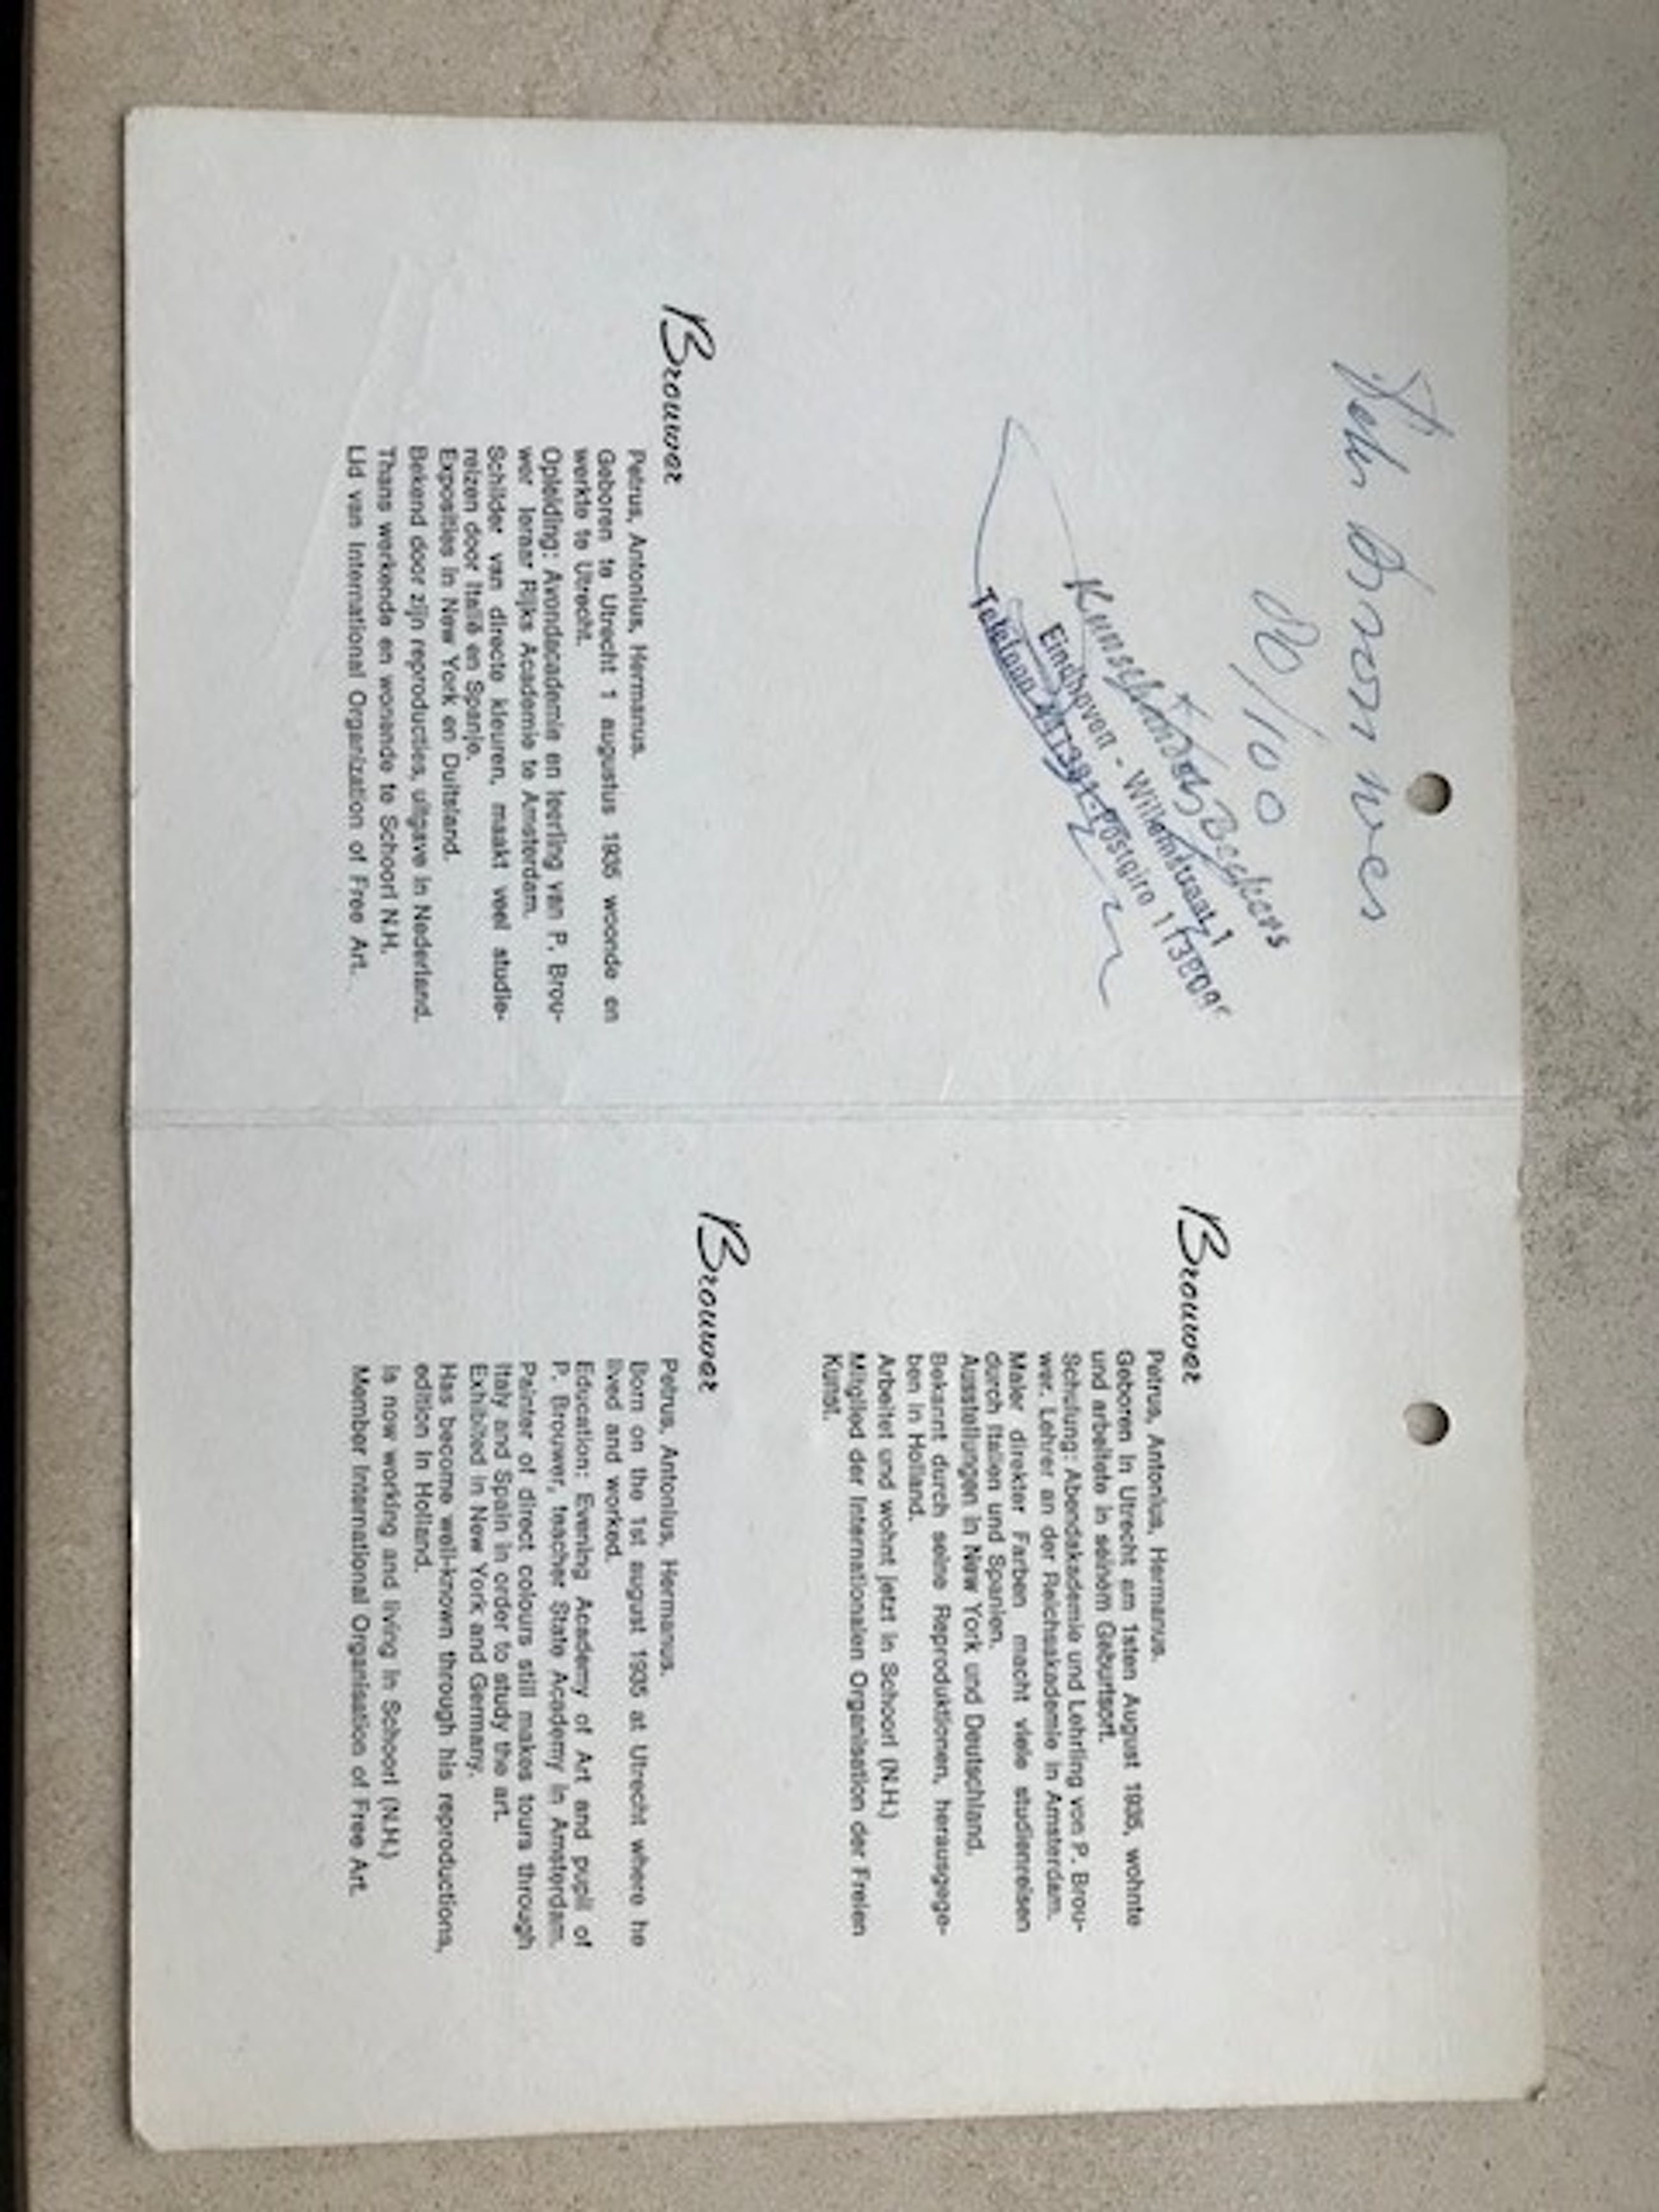 80/100
Kunsthandel Beekers
Eindhoven - Willemstraat 1
Telefoon
Postgiro
Brouwer
Petrus, Antonius, Hermanus.
Geboren te Utrecht 1 augustus 1935 woonde en
werkte te Utrecht.
Opleiding: Avondacademie en leerling van P. Brou-
wer leraar Rijks Academie te Amsterdam.
Schilder van directe kleuren, maakt veel studie-
reizen door Italië en Spanje.
Exposities in New York en Duitsland.
Bekend door zijn reproducties, uitgave in Nederland.
Thans werkende en wonende te Schoorl N.H.
Lid van International Organization of Free Art.
Brouwer
Petrus, Antonius, Hermanus.
Geboren in Utrecht am 1sten August 1935, wohnte
und arbeitete in seinem Geburtsort.
Schulung: Abendakademie und Lehrling von P. Brou-
wer. Lehrer an der Reichsakademie in Amsterdam.
Maler direkter Farben macht viele studienreisen
durch Italien und Spanien.
Ausstellungen in New York und Deutschland.
Bekannt durch seine Reproduktionen, herausgege-
ben in Holland.
Arbeitet und wohnt jetzt in Schoorl (N.H.)
Mitglied der Internationalen Organisation der Freien
Kunst.
Brouwer
Petrus, Antonius, Hermanus.
Born on the 1st august 1935 at Utrecht where he
lived and worked.
Education: Evening Academy of Art and pupil of
P. Brouwer, teacher State Academy in Amsterdam.
Painter of direct colours still makes tours through
Italy and Spain in order to study the art.
Exhibited in New York and Germany.
Has become well-known through his reproductions,
edition in Holland.
Is now working and living in Schoorl (N.H.)
Member International Organisation of Free Art.